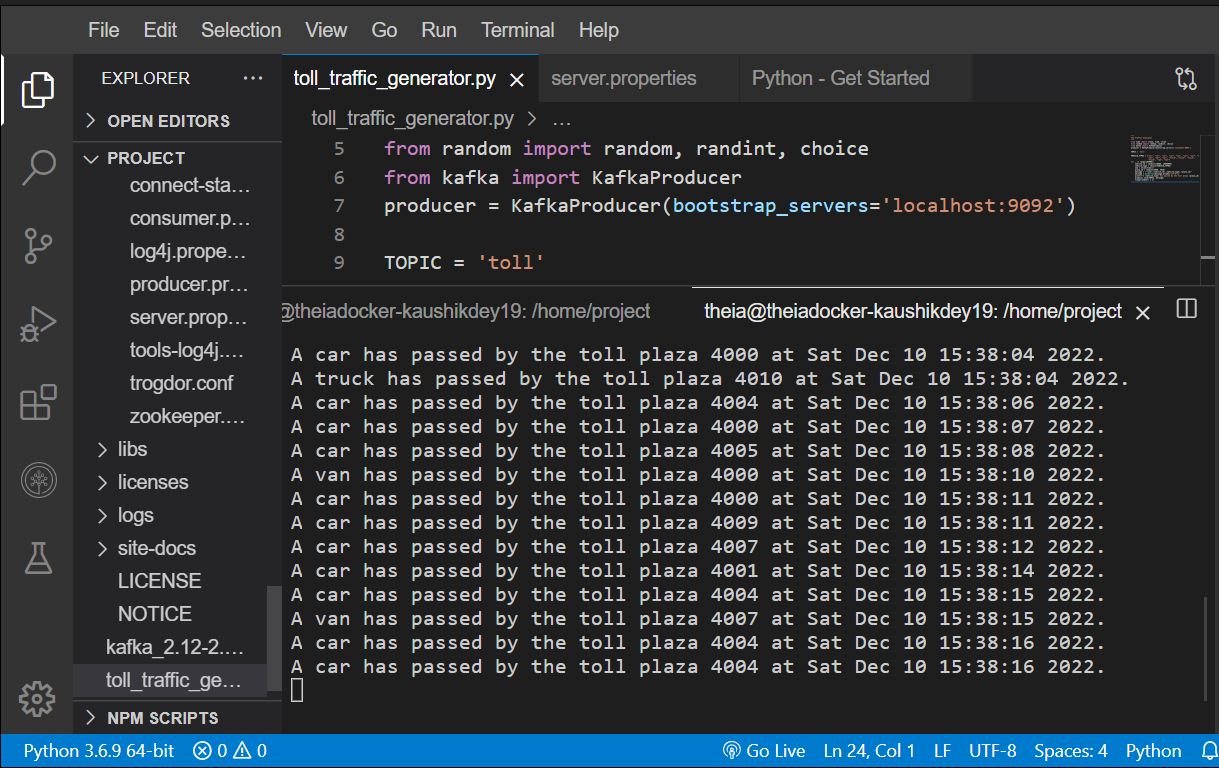 File Edit Selection View Go Run Terminal Help
EXPLORER ...
toll_traffic_generator.py × server.properties Python - Get Started
OPEN EDITORS
PROJECT
connect-sta...
consumer.p...
log4j.prope...
producer.pr...
server.prop...
tools-log4j....
trogdor.conf
zookeeper....
libs
licenses
logs
site-docs
LICENSE
NOTICE
kafka_2.12-2....
toll_traffic_ge...
NPM SCRIPTS
toll_traffic_generator.py > ...
5 from random import random, randint, choice
6 from kafka import KafkaProducer
7 producer = KafkaProducer(bootstrap_servers='localhost:9092')
8
9 TOPIC = 'toll'
@theiadocker-kaushikdey19: /home/project theia@theiadocker-kaushikdey19: /home/project ×
A car has passed by the toll plaza 4000 at Sat Dec 10 15:38:04 2022.
A truck has passed by the toll plaza 4010 at Sat Dec 10 15:38:04 2022.
A car has passed by the toll plaza 4004 at Sat Dec 10 15:38:06 2022.
A car has passed by the toll plaza 4000 at Sat Dec 10 15:38:07 2022.
A car has passed by the toll plaza 4005 at Sat Dec 10 15:38:08 2022.
A van has passed by the toll plaza 4000 at Sat Dec 10 15:38:10 2022.
A car has passed by the toll plaza 4000 at Sat Dec 10 15:38:11 2022.
A car has passed by the toll plaza 4009 at Sat Dec 10 15:38:11 2022.
A car has passed by the toll plaza 4007 at Sat Dec 10 15:38:12 2022.
A car has passed by the toll plaza 4001 at Sat Dec 10 15:38:14 2022.
A car has passed by the toll plaza 4004 at Sat Dec 10 15:38:15 2022.
A van has passed by the toll plaza 4007 at Sat Dec 10 15:38:15 2022.
A car has passed by the toll plaza 4004 at Sat Dec 10 15:38:16 2022.
A car has passed by the toll plaza 4004 at Sat Dec 10 15:38:16 2022.
Python 3.6.9 64-bit 0 0 Go Live Ln 24, Col 1 LF UTF-8 Spaces: 4 Python